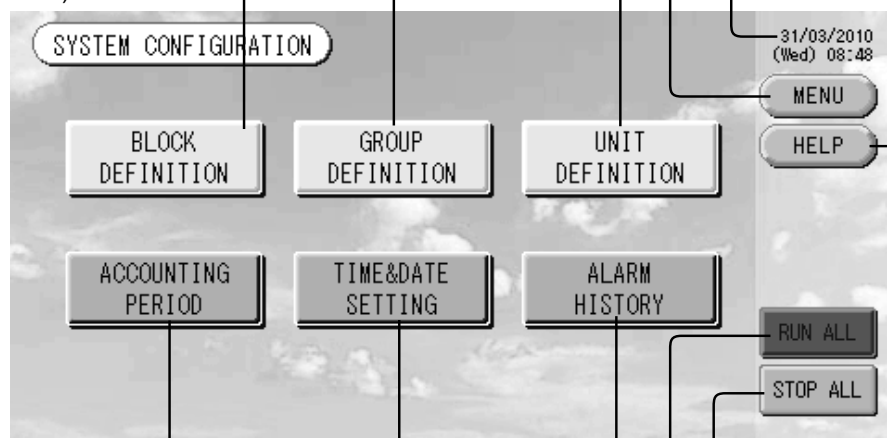 SYSTEM CONFIGURATION
31/03/2010
(Wed) 08:48
MENU
HELP
BLOCK
DEFINITION
GROUP
DEFINITION
UNIT
DEFINITION
ACCOUNTING
PERIOD
TIME&DATE
SETTING
ALARM
HISTORY
RUN ALL
STOP ALL